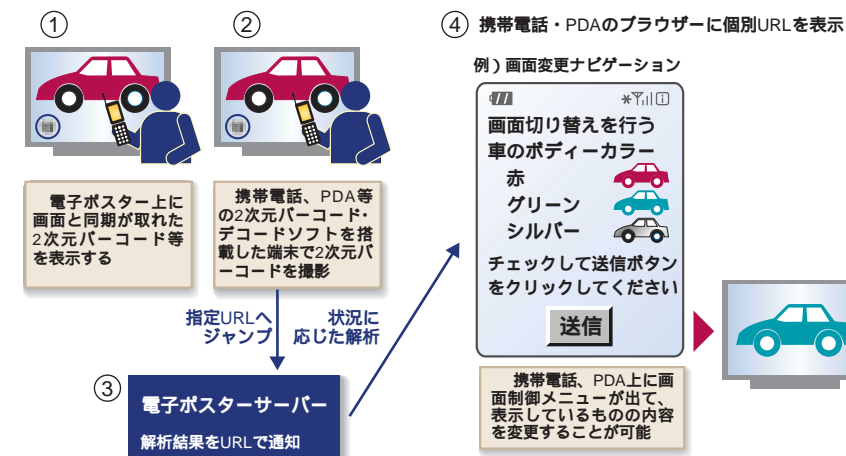 ①
電子ポスター上に
画面と同期が取れた
2次元バーコード等
を表示する
②
携帯電話、PDA等
の2次元バーコード・
デコードソフトを搭
載した端末で2次元バ
ーコードを撮影
指定URLへ
ジャンプ
状況に
応じた解析
③
電子ポスターサーバー
解析結果をURLで通知
④ 携帯電話・PDAのブラウザーに個別URLを表示
例）画面変更ナビゲーション
画面切り替えを行う
車のボディーカラー
赤
グリーン
シルバー
チェックして送信ボタン
をクリックしてください
送信
携帯電話、PDA上に画
面制御メニューが出て、
表示しているものの内容
を変更することが可能